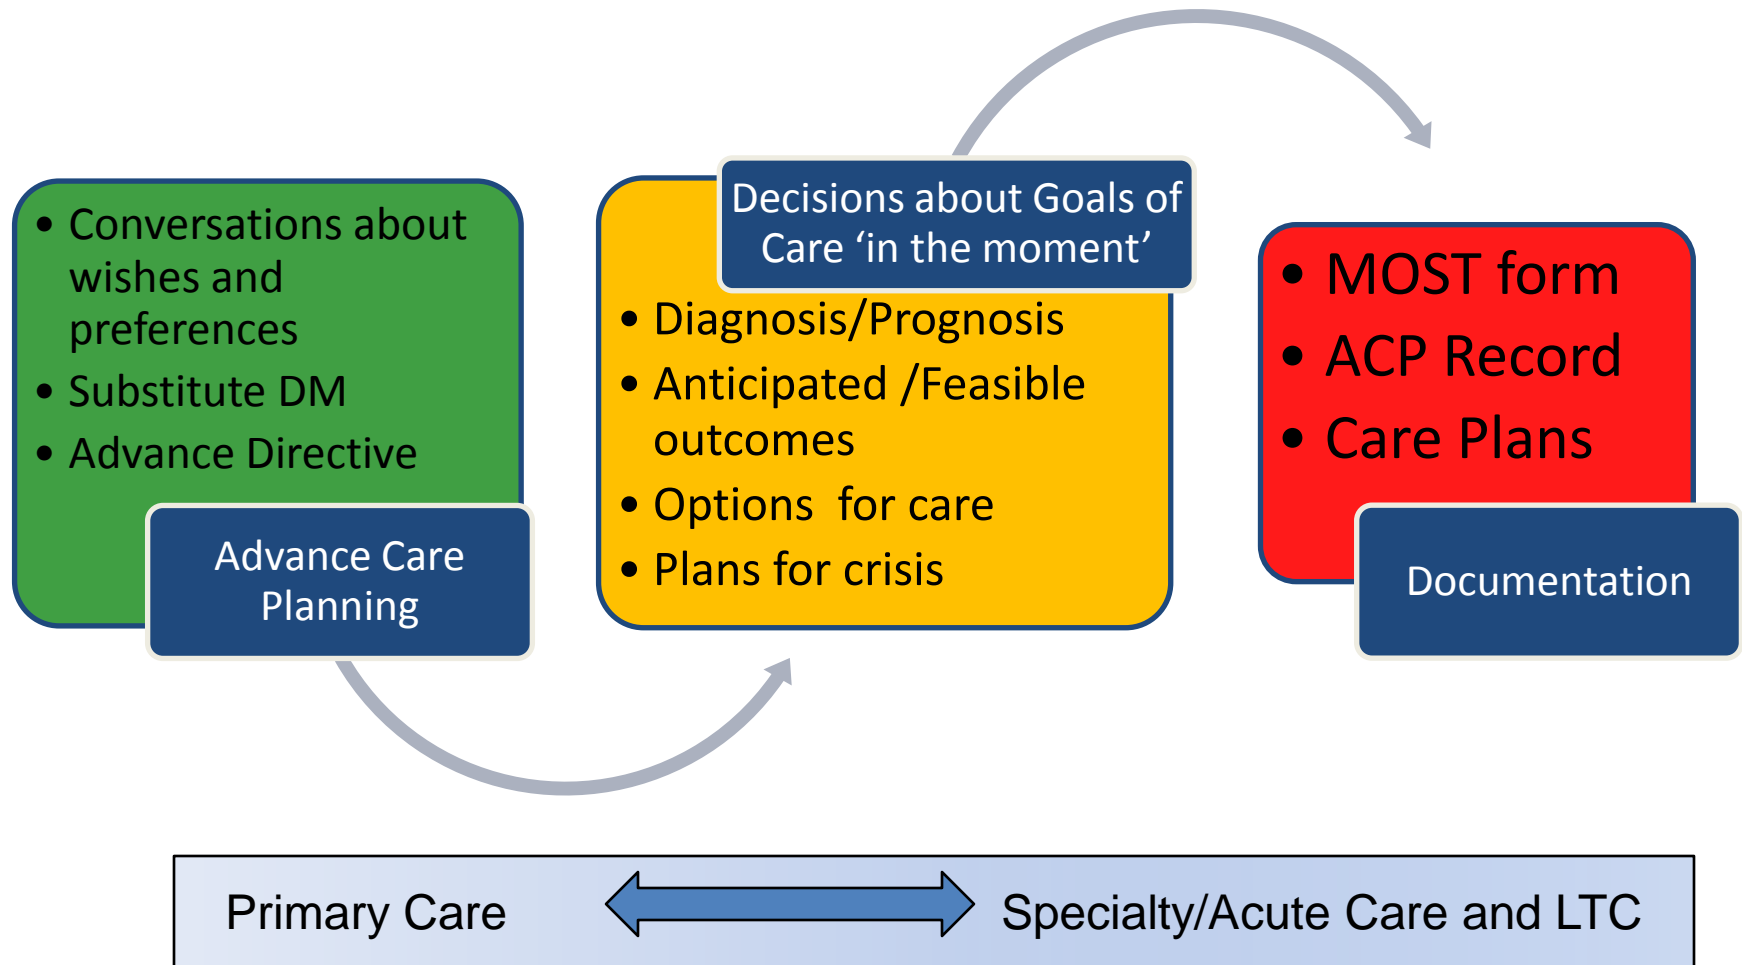 • Conversations about
wishes and
preferences
• Substitute DM
• Advance Directive
Advance Care
Planning
Decisions about Goals of
Care ‘in the moment’
• Diagnosis/Prognosis
• Anticipated /Feasible
outcomes
• Options  for care
• Plans for crisis
• MOST form
• ACP Record
• Care Plans
Documentation
Primary Care
Specialty/Acute Care and LTC